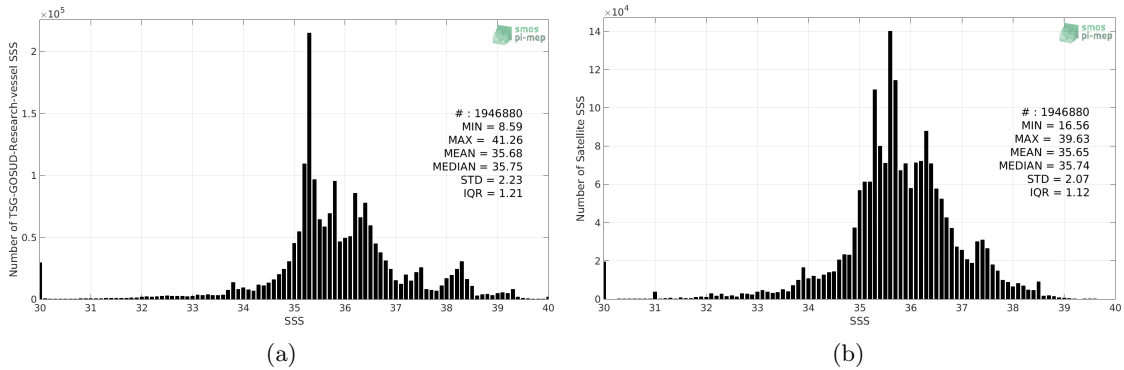 ×10^5
smos
pi-mep
Number of TSG-GOSUD-Research-vessel SSS
2
1.5
1
0.5
0
# : 1946880
MIN = 8.59
MAX = 41.26
MEAN = 35.68
MEDIAN = 35.75
STD = 2.23
IQR = 1.21
30 31 32 33 34 35 36 37 38 39 40
SSS
(a)
×10^4
smos
pi-mep
Number of Satellite SSS
14
12
10
8
6
4
2
0
# : 1946880
MIN = 16.56
MAX = 39.63
MEAN = 35.65
MEDIAN = 35.74
STD = 2.07
IQR = 1.12
30 31 32 33 34 35 36 37 38 39 40
SSS
(b)